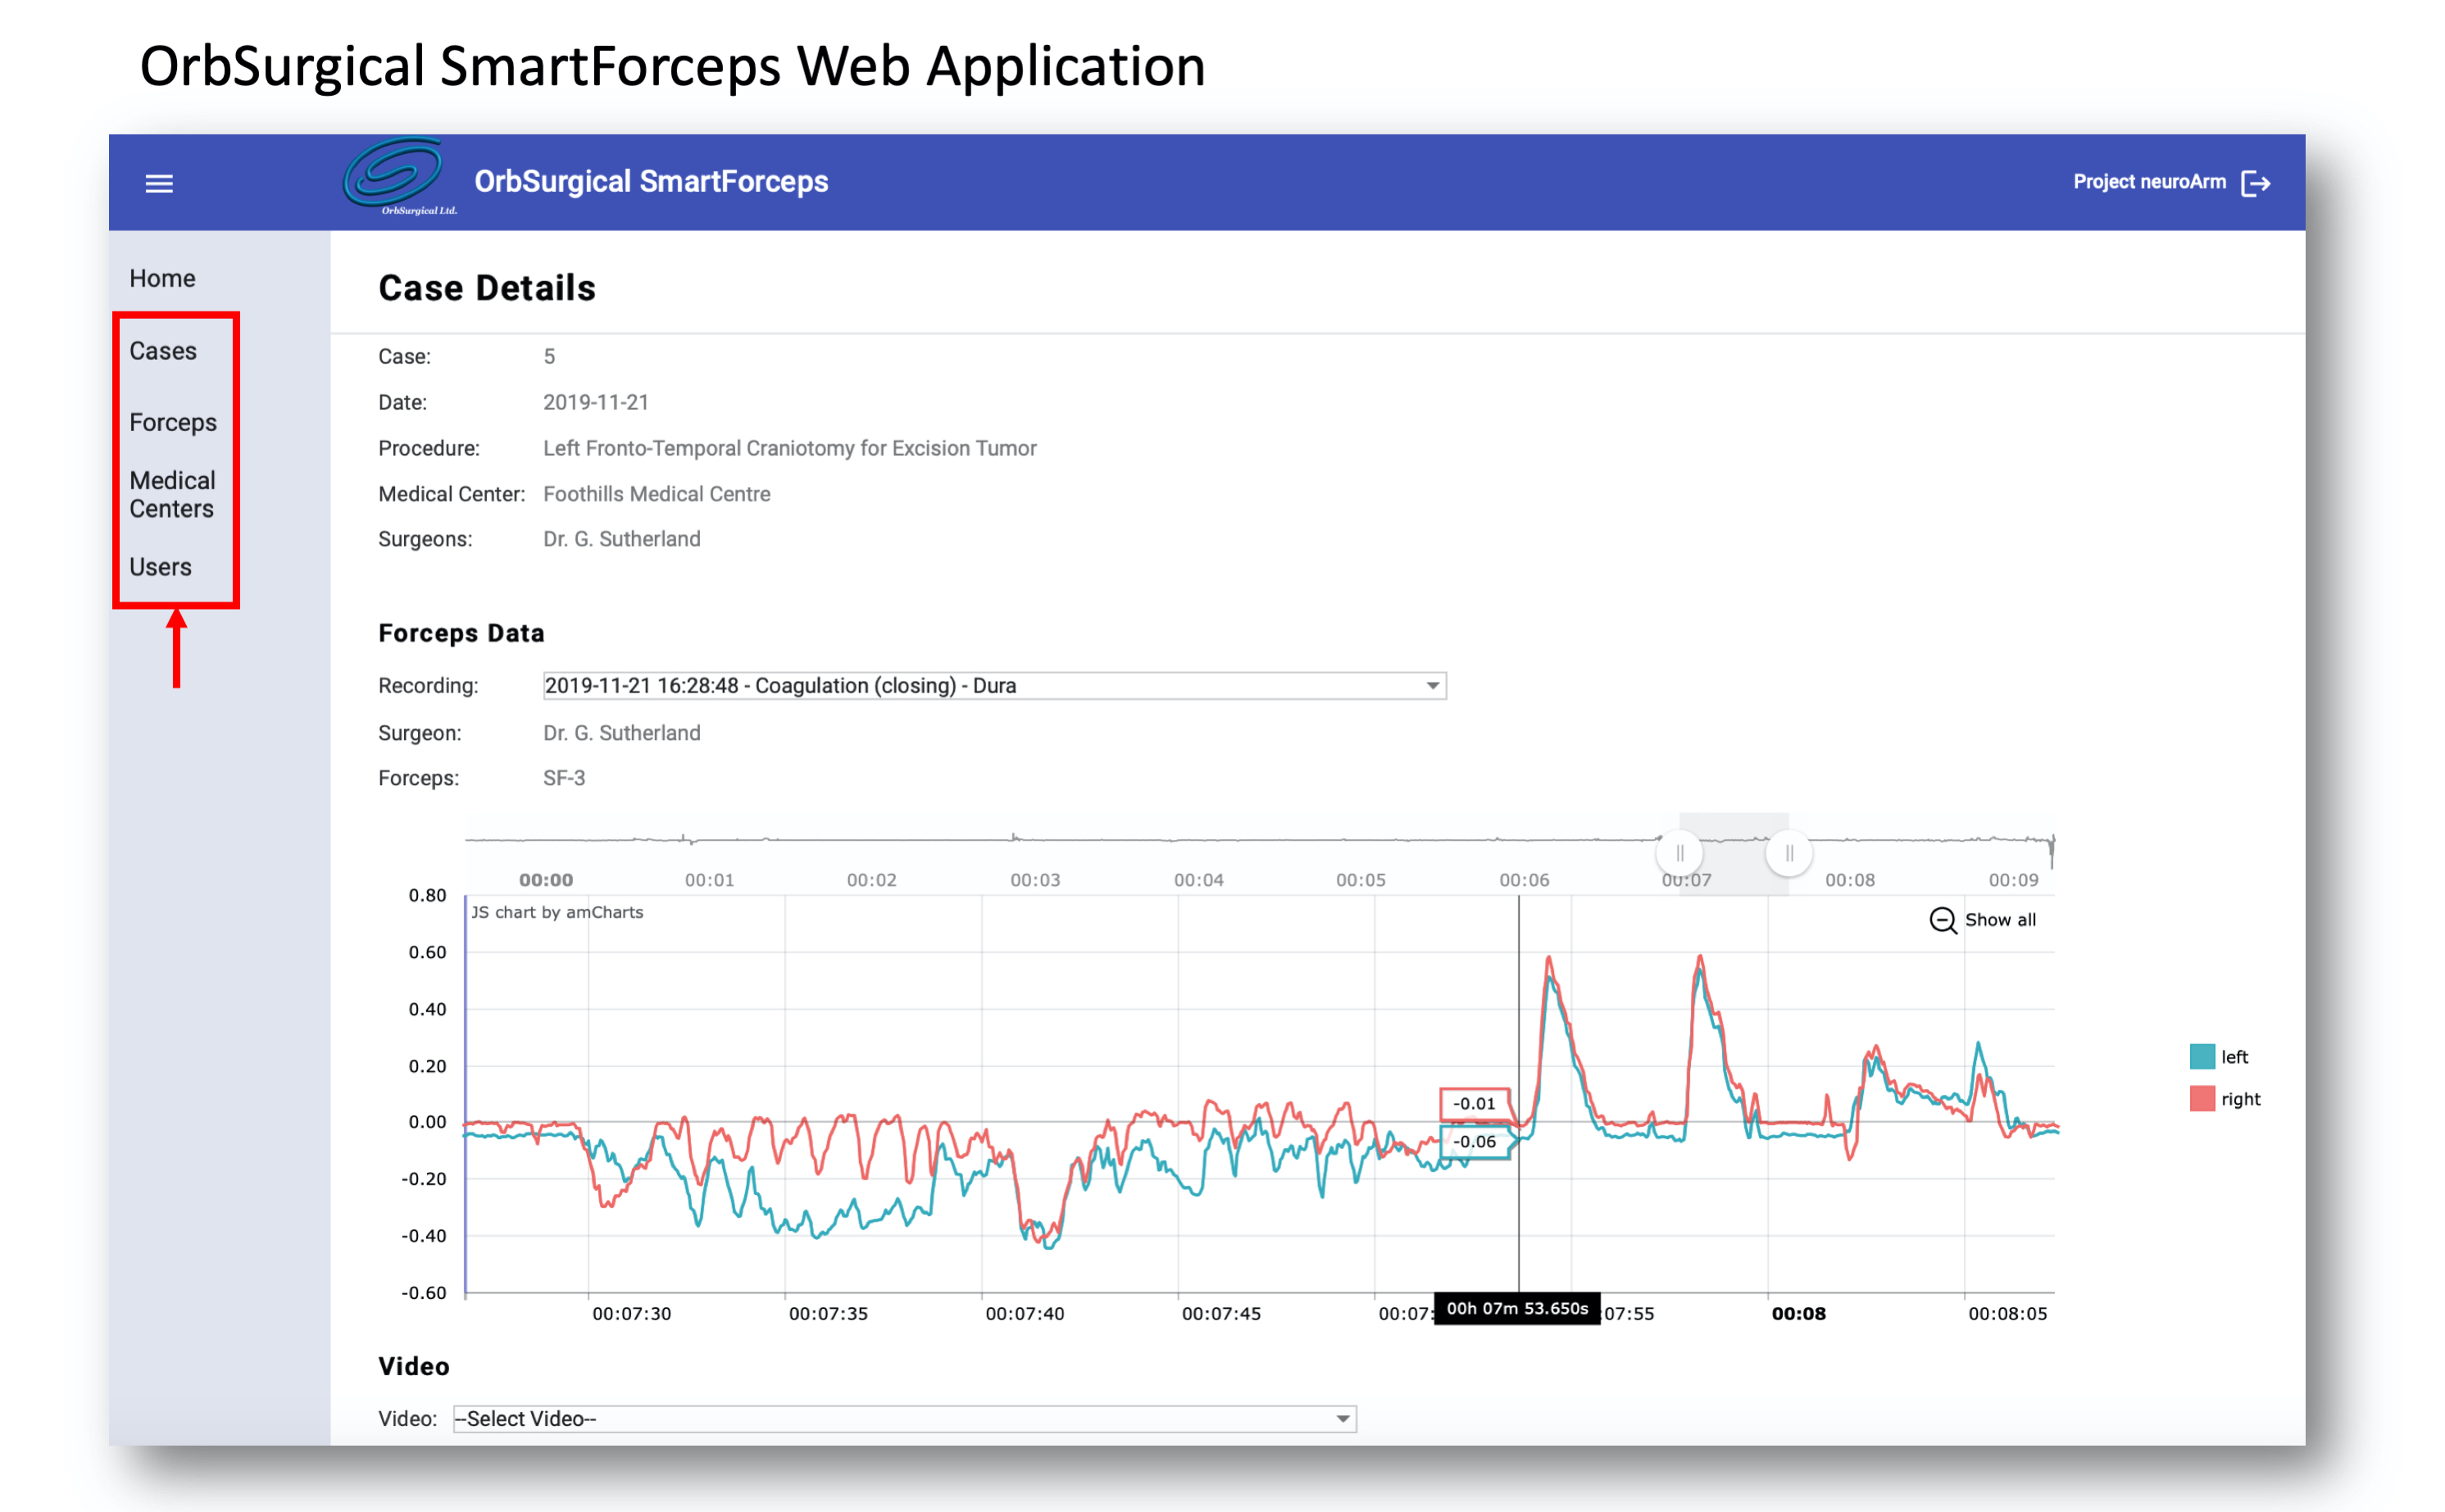 OrbSurgical SmartForceps Web Application
OrbSurgical Ltd.
OrbSurgical SmartForceps
Project neuroArm
Home
Cases
Forceps
Medical
Centers
Users
Case Details
Case: 5
Date: 2019-11-21
Procedure: Left Fronto-Temporal Craniotomy for Excision Tumor
Medical Center: Foothills Medical Centre
Surgeons: Dr. G. Sutherland
Forceps Data
Recording: 2019-11-21 16:28:48 - Coagulation (closing) - Dura
Surgeon: Dr. G. Sutherland
Forceps: SF-3
00:00 00:01 00:02 00:03 00:04 00:05 00:06 00:07 00:08 00:09
JS chart by amCharts
Show all
0.80
0.60
0.40
0.20
0.00
-0.20
-0.40
-0.60
-0.01
-0.06
left
right
00:07:30 00:07:35 00:07:40 00:07:45 00:07: 00h 07m 53.650s :07:55 00:08 00:08:05
Video
Video: --Select Video--